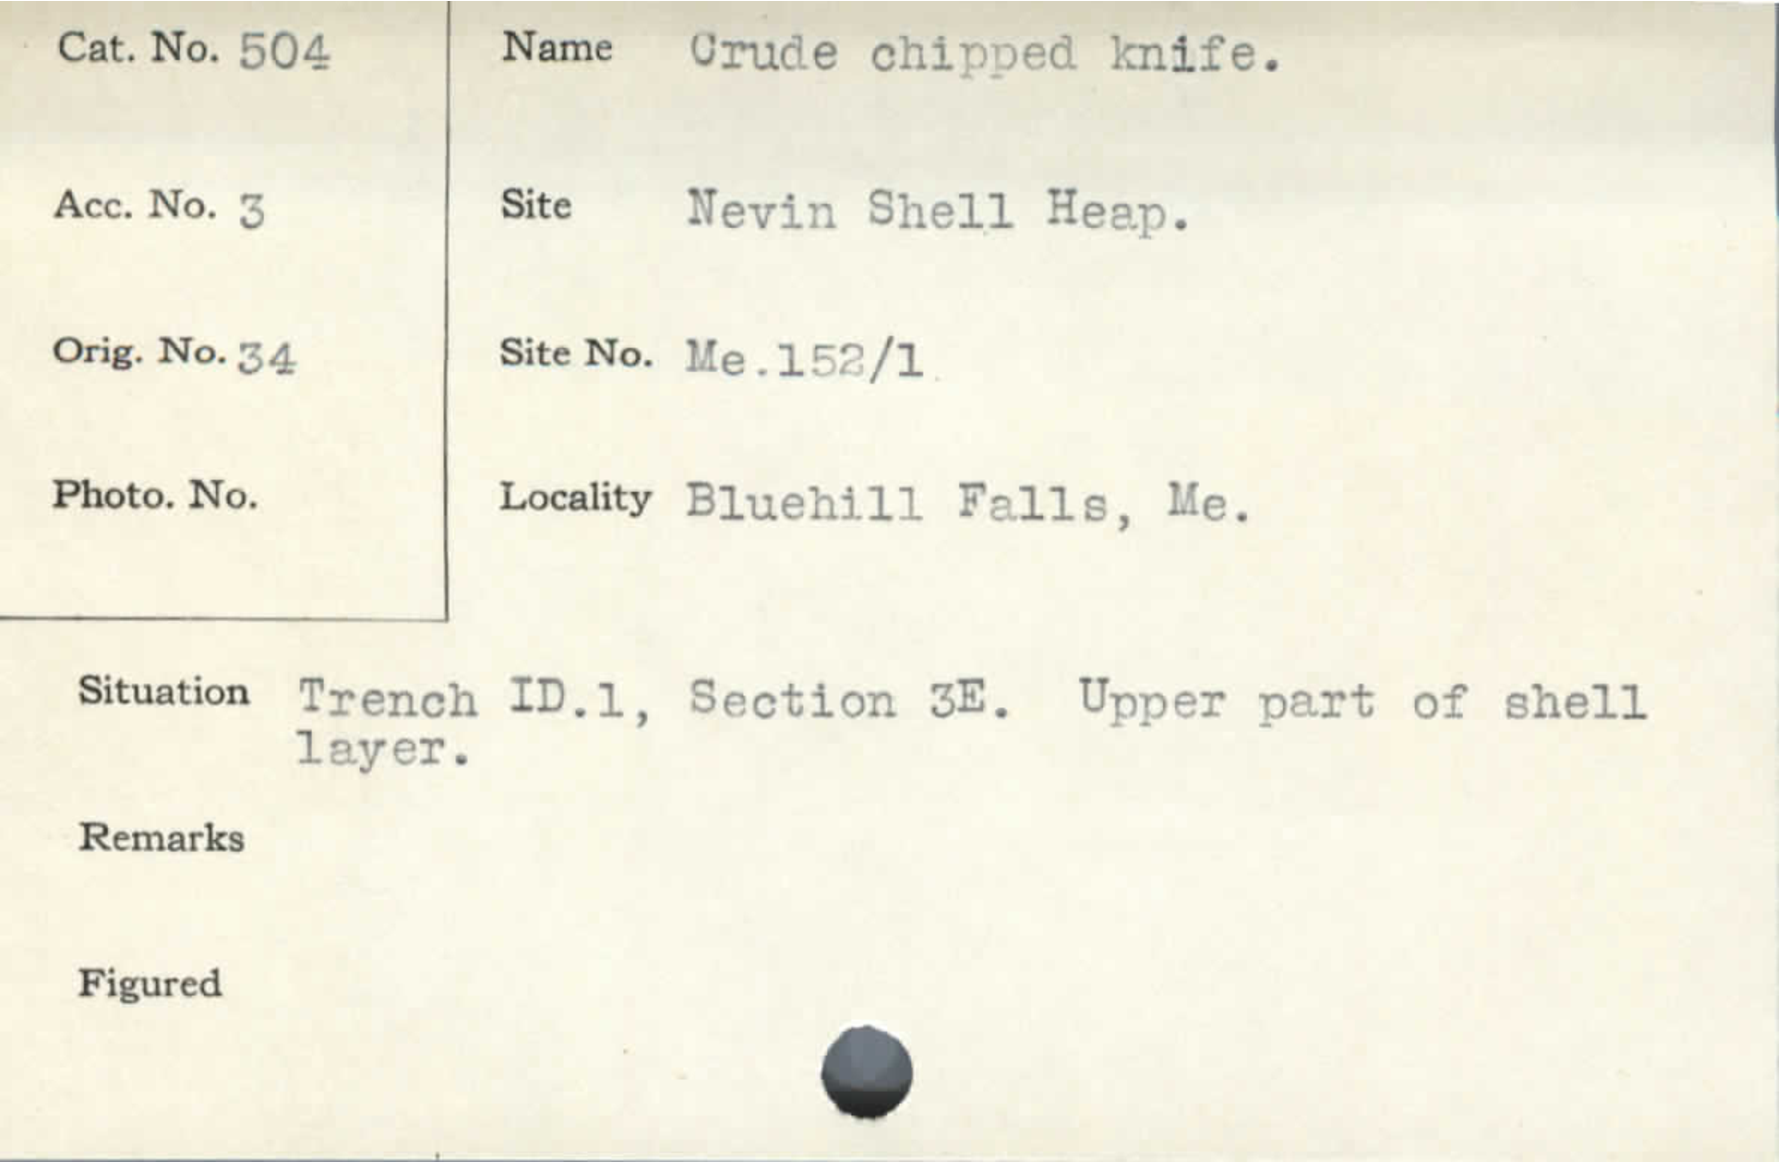 Cat. No. 504
Name Crude chipped knife.
Acc. No. 3
Site Nevin Shell Heap.
Orig. No. 34
Site No. Me.152/1
Photo. No.
Locality Bluehill Falls, Me.
Situation Trench ID.1, Section 3E. Upper part of shell
layer.
Remarks
Figured